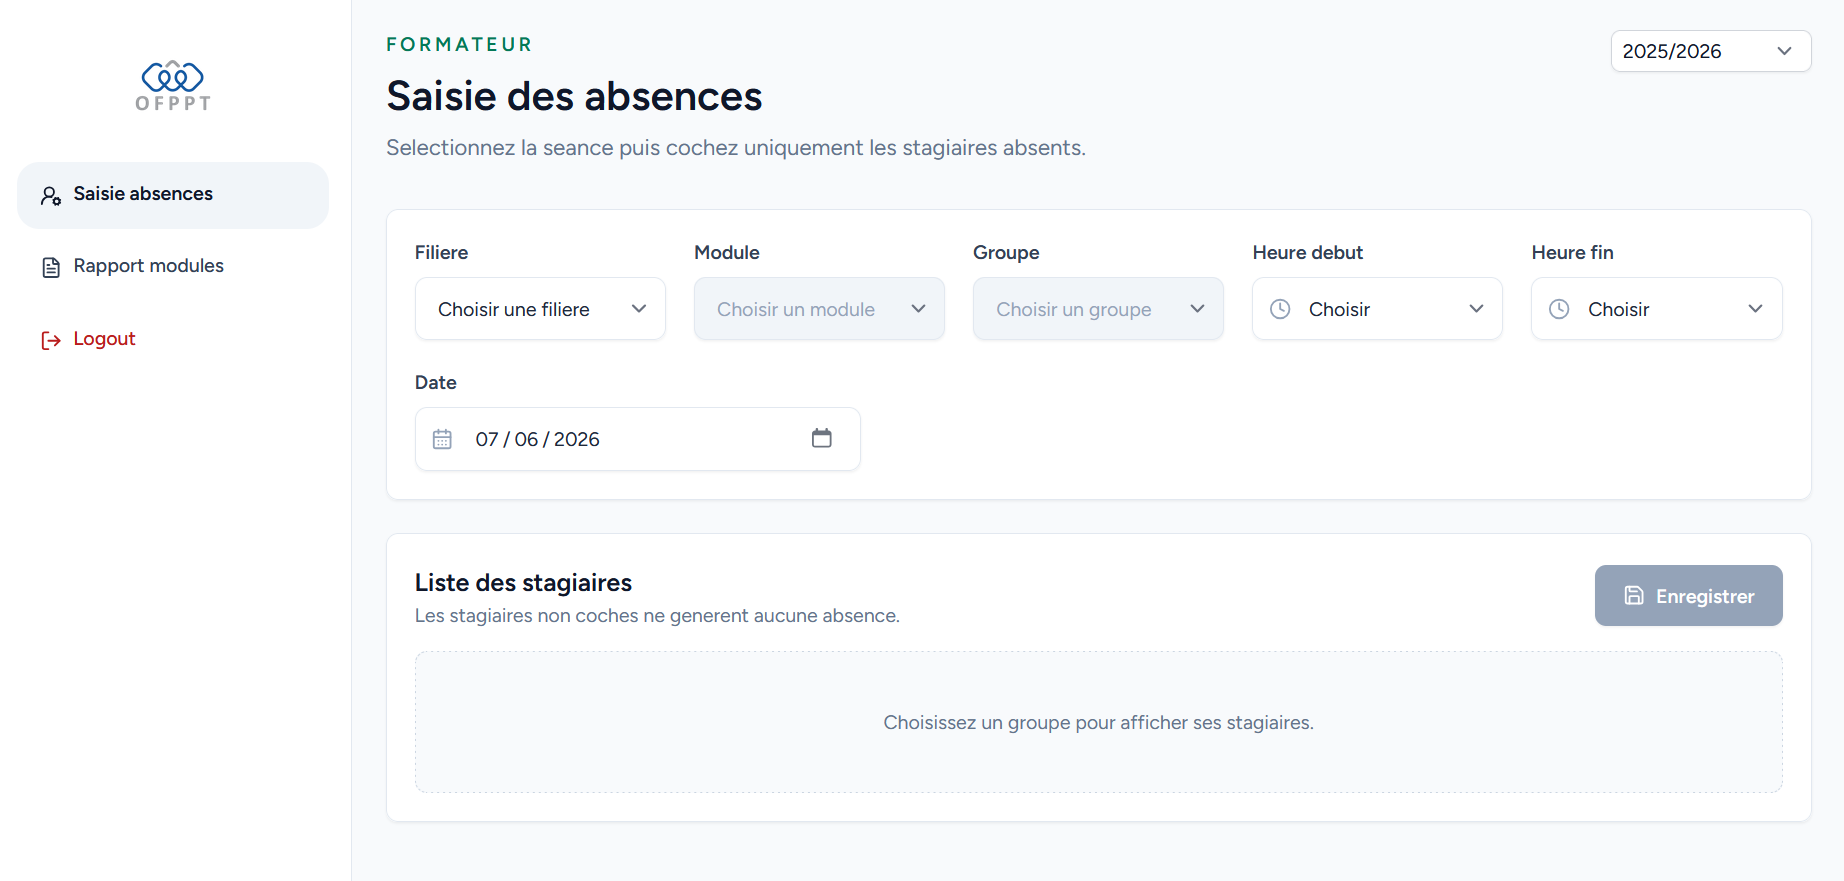 OFPPT
Saisie absences
Rapport modules
Logout
FORMATEUR
2025/2026
Saisie des absences
Selectionnez la seance puis cochez uniquement les stagiaires absents.
Filiere Module Groupe Heure debut Heure fin
Choisir une filiere Choisir un module Choisir un groupe Choisir Choisir
Date
07 / 06 / 2026
Liste des stagiaires
Les stagiaires non coches ne generent aucune absence.
Enregistrer
Choisissez un groupe pour afficher ses stagiaires.